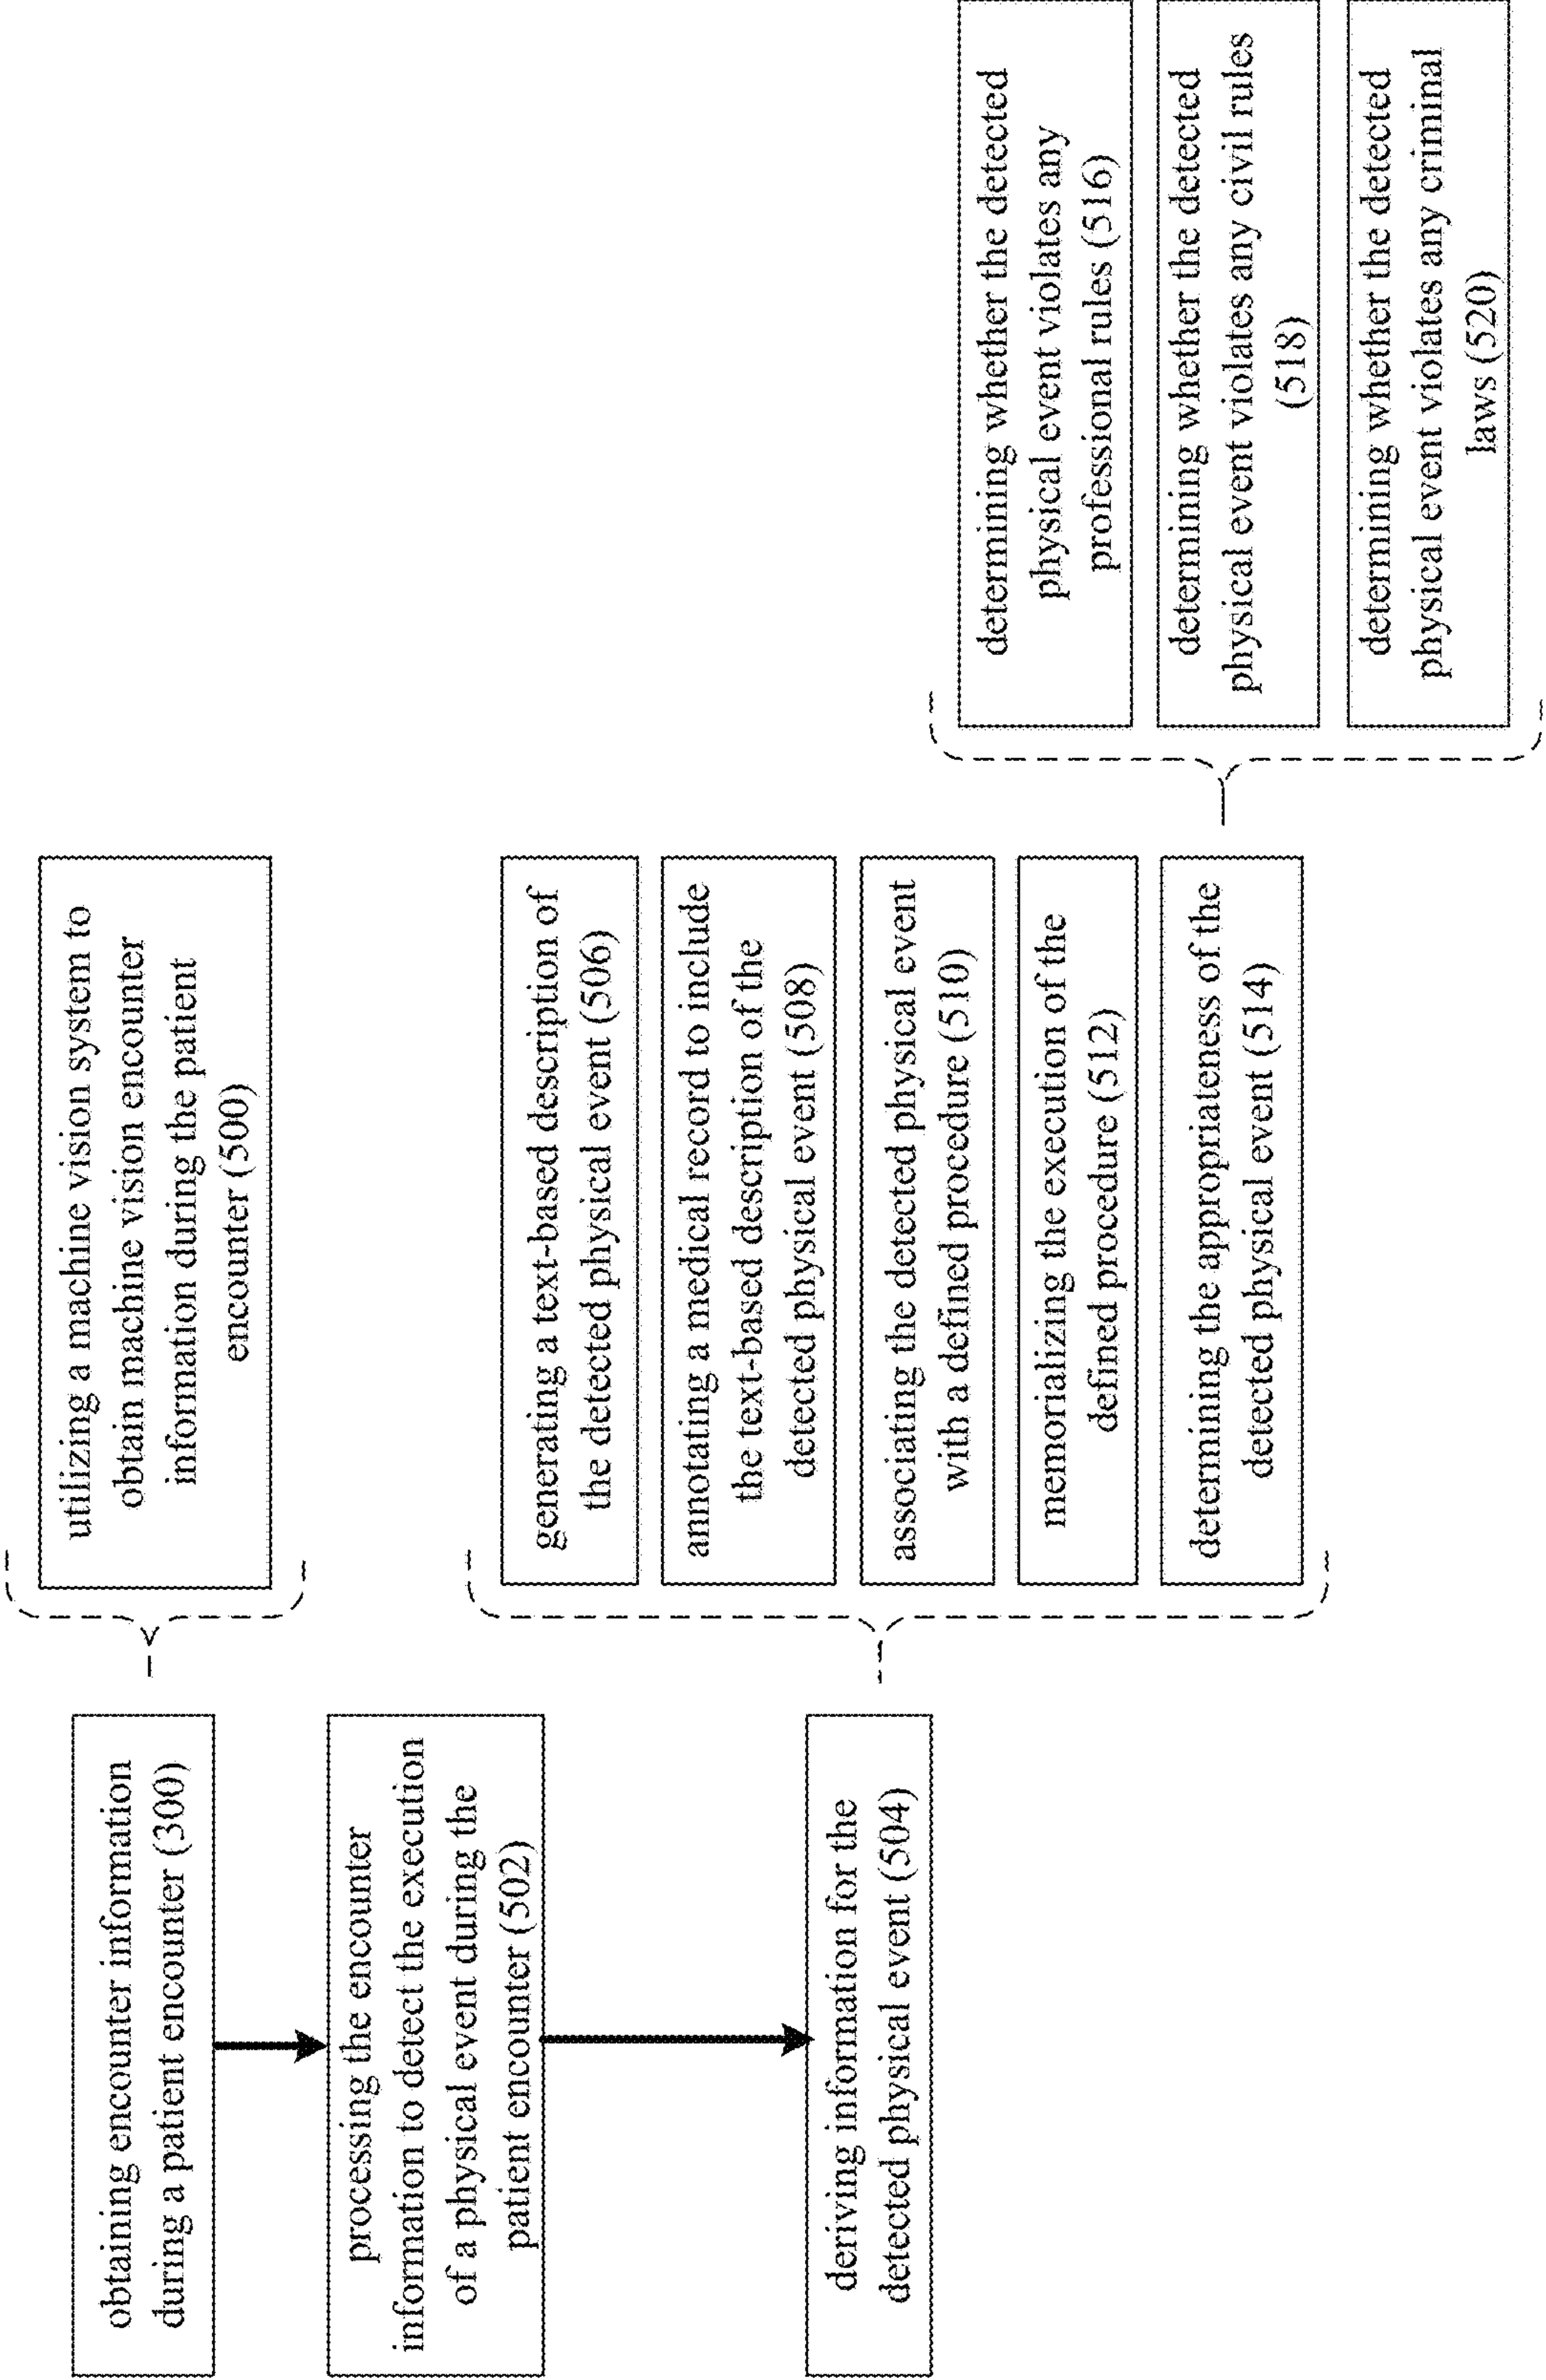 obtaining encounter information
during a patient encounter (300)
utilizing a machine vision system to
obtain machine vision encounter
information during the patient
encounter (500)
processing the encounter
information to detect the execution
of a physical event during the
patient encounter (502)
deriving information for the
detected physical event (504)
generating a text-based description of
the detected physical event (506)
annotating a medical record to include
the text-based description of the
detected physical event (508)
associating the detected physical event
with a defined procedure (510)
memorializing the execution of the
defined procedure (512)
determining the appropriateness of the
detected physical event (514)
determining whether the detected
physical event violates any
professional rules (516)
determining whether the detected
physical event violates any civil rules
(518)
determining whether the detected
physical event violates any criminal
laws (520)